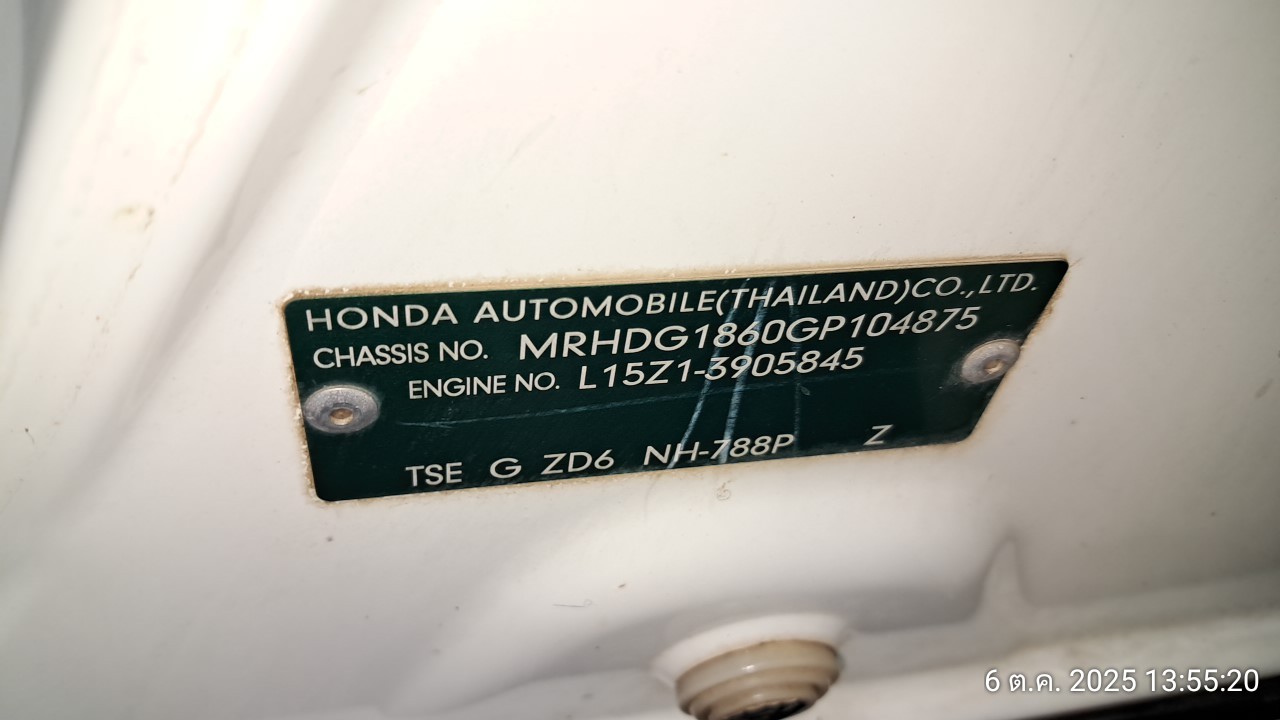 HONDA AUTOMOBILE(THAILAND)CO.,LTD.
CHASSIS NO. MRHDG1860GP104875
ENGINE NO. L15Z1-3905845
TSE G ZD6 NH-788P Z
6 ต.ค. 2025 13:55:20